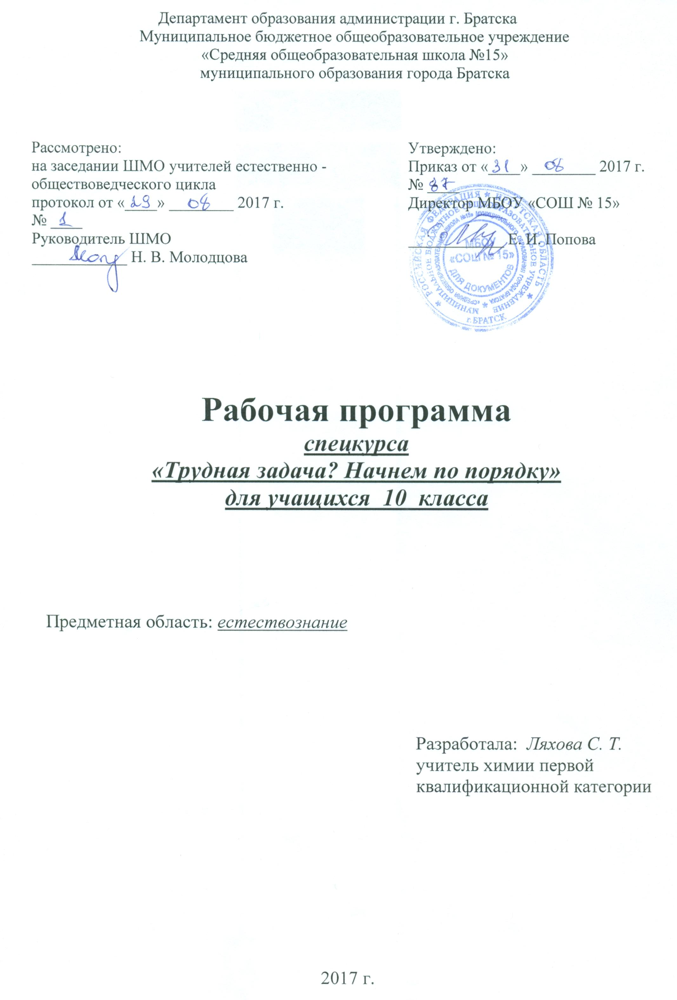 Департамент образования администрации г. Братска
Муниципальное бюджетное общеобразовательное учреждение
«Средняя общеобразовательная школа №15»
муниципального образования города Братска
Рассмотрено:
на заседании ШМО учителей естественно -
обществоведческого цикла
протокол от «29» 08 2017 г.
№ 1
Руководитель ШМО
Н. В. Молодцова
Утверждено:
Приказ от «31» 08 2017 г.
№ 87
Директор МБОУ «СОШ № 15»
Е. И. Попова
* РОССИЙСКАЯ ФЕДЕРАЦИЯ * ИРКУТСКАЯ ОБЛАСТЬ *
г. БРАТСК
МУНИЦИПАЛЬНОЕ БЮДЖЕТНОЕ ОБЩЕОБРАЗОВАТЕЛЬНОЕ УЧРЕЖДЕНИЕ
«СРЕДНЯЯ ОБЩЕОБРАЗОВАТЕЛЬНАЯ ШКОЛА №15» МУНИЦИПАЛЬНОГО ОБРАЗОВАНИЯ ГОРОДА БРАТСКА *
МБОУ
«СОШ № 15»
ДЛЯ ДОКУМЕНТОВ
Рабочая программа
спецкурса
«Трудная задача? Начнем по порядку»
для учащихся 10 класса
Предметная область: естествознание
Разработала: Ляхова С. Т.
учитель химии первой
квалификационной категории
2017 г.